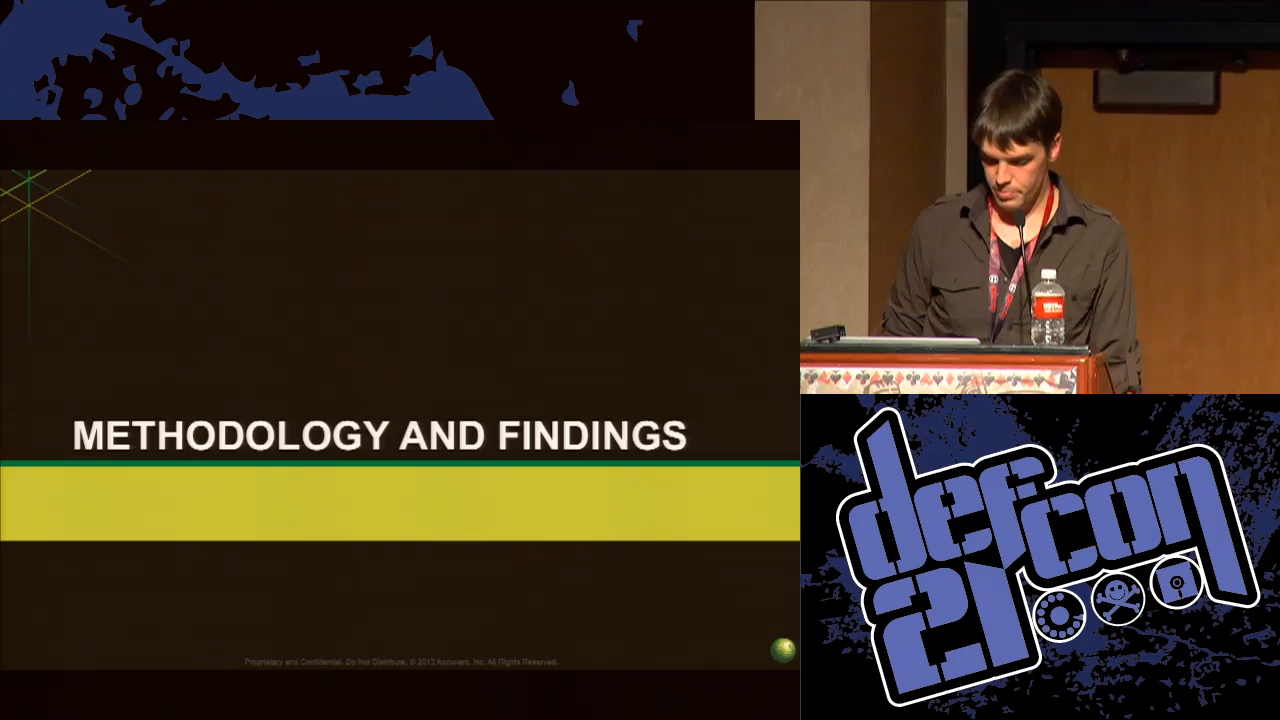 METHODOLOGY AND FINDINGS
Proprietary and Confidential. Do Not Distribute. © 2013 Accuvant, Inc. All Rights Reserved.
defcon
21